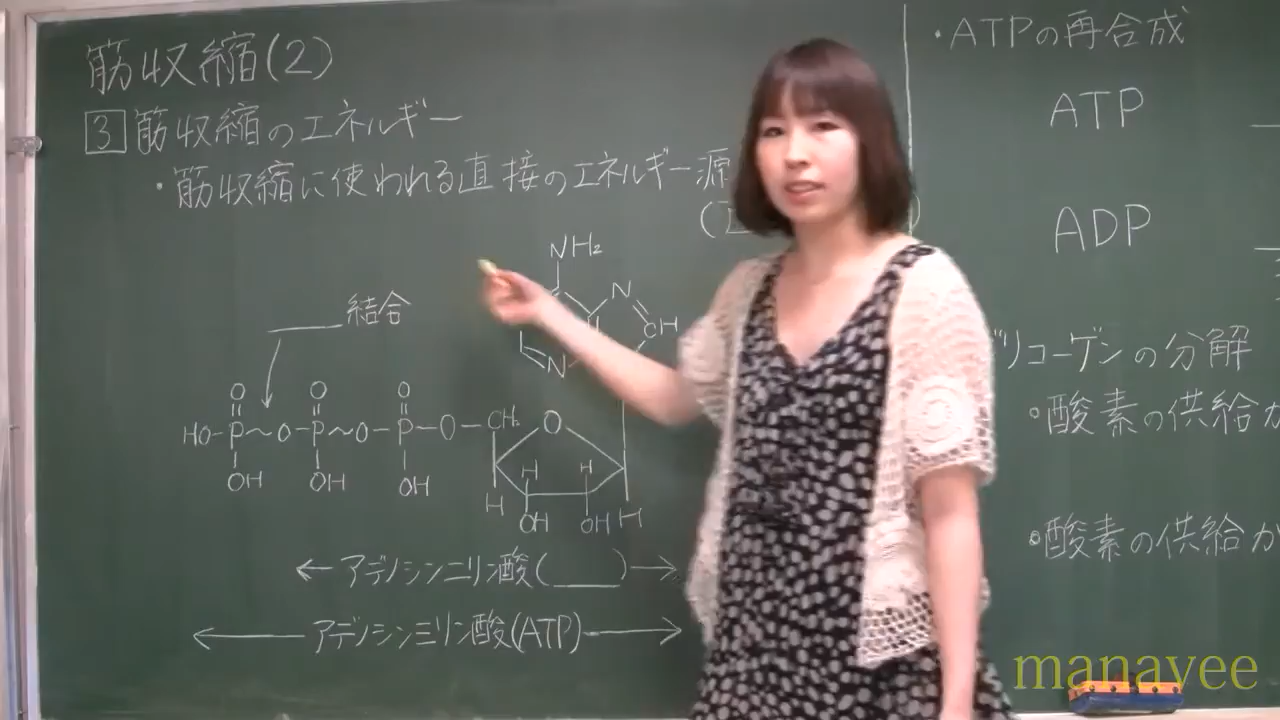 筋収縮(2)
3 筋収縮のエネルギー
・筋収縮に使われる直接のエネルギー源
(
NH₂
N
CH
N
結合
O O O
HO-P~O-P~O-P-O-CH₂ O
OH OH OH
H H
H OH OH H
← アデノシン二リン酸(___) →
← アデノシン三リン酸(ATP) →
・ATPの再合成
ATP
ADP
リコーゲンの分解
酸素の供給が
酸素の供給が
manavee